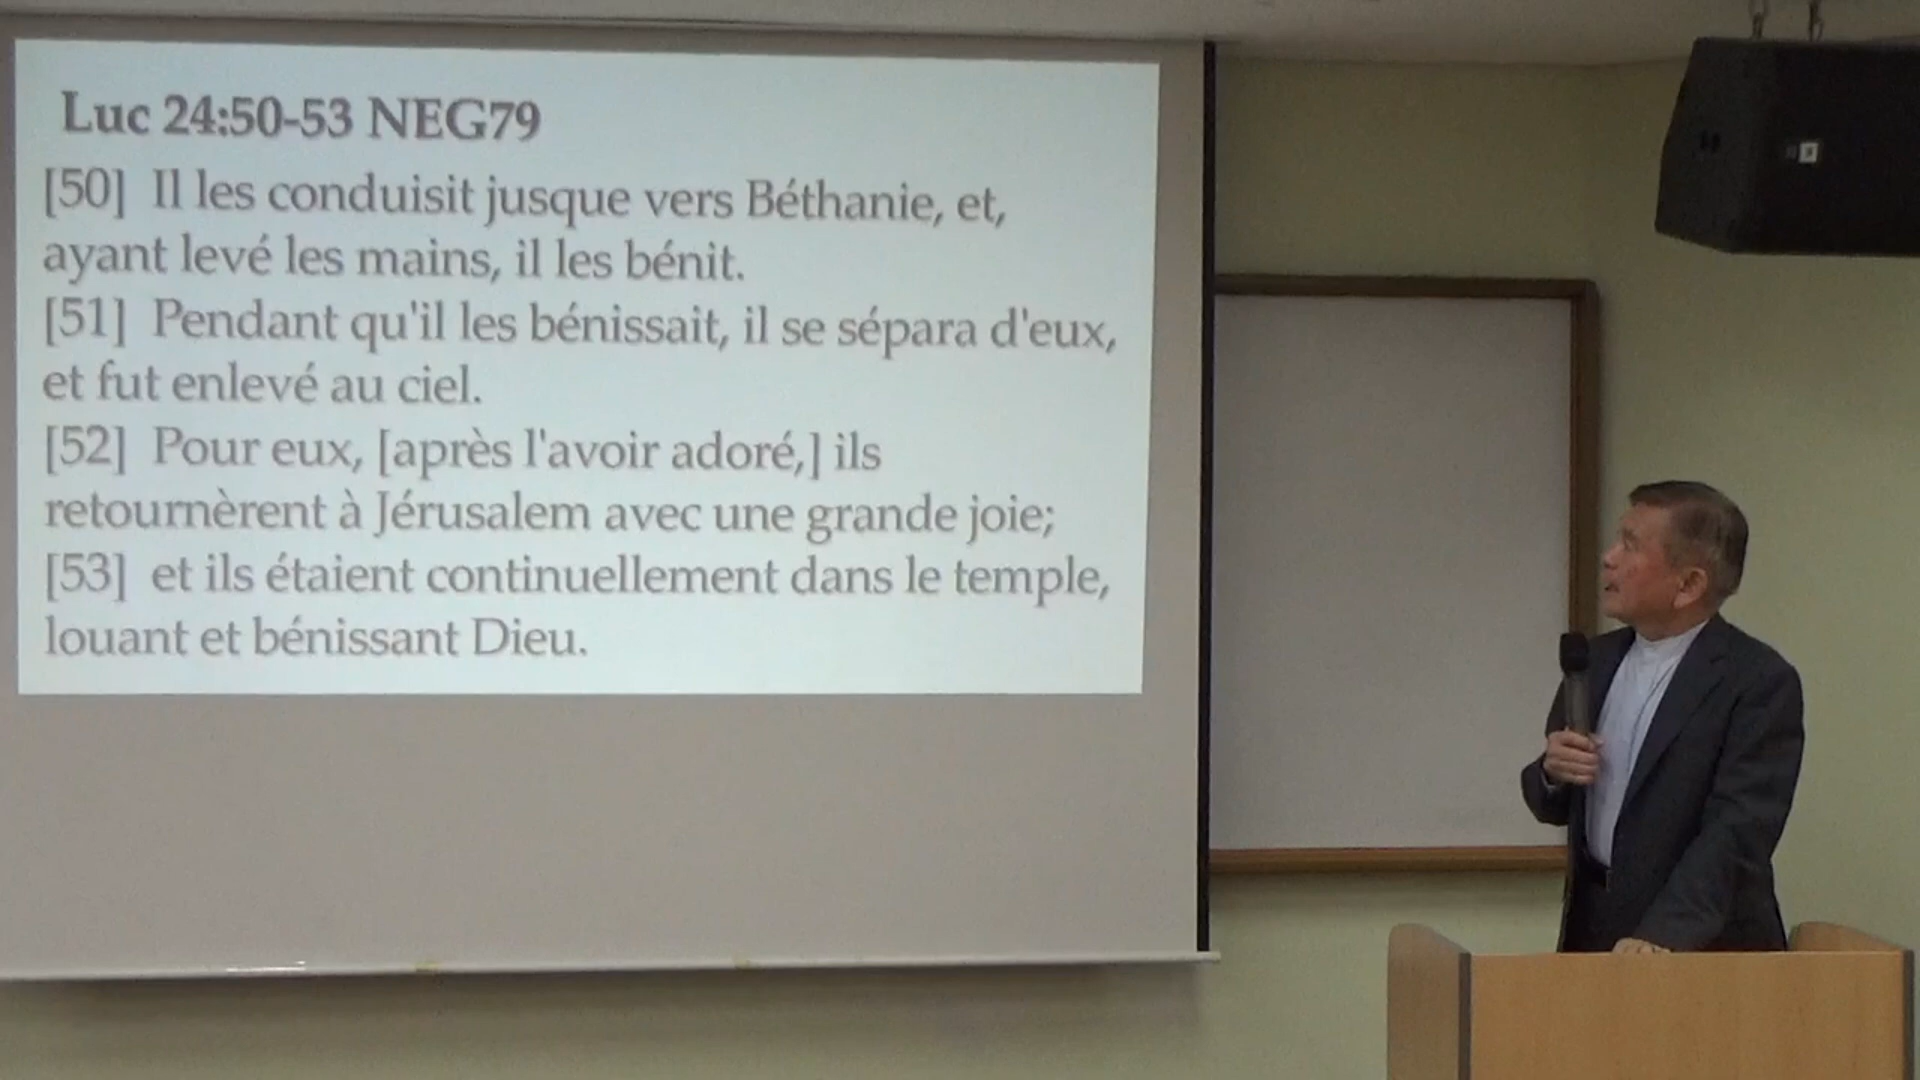 Luc 24:50-53 NEG79
[50] Il les conduisit jusque vers Béthanie, et,
ayant levé les mains, il les bénit.
[51] Pendant qu'il les bénissait, il se sépara d'eux,
et fut enlevé au ciel.
[52] Pour eux, [après l'avoir adoré,] ils
retournèrent à Jérusalem avec une grande joie;
[53] et ils étaient continuellement dans le temple,
louant et bénissant Dieu.